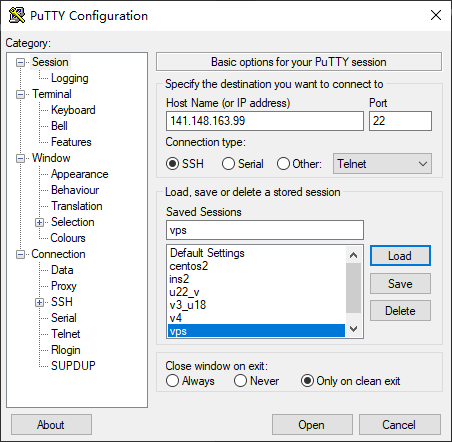 PuTTY Configuration
Category:
Session
Logging
Terminal
Keyboard
Bell
Features
Window
Appearance
Behaviour
Translation
Selection
Colours
Connection
Data
Proxy
SSH
Serial
Telnet
Rlogin
SUPDUP
Basic options for your PuTTY session
Specify the destination you want to connect to
Host Name (or IP address) Port
141.148.163.99 22
Connection type:
SSH Serial Other: Telnet
Load, save or delete a stored session
Saved Sessions
vps
Default Settings
centos2
ins2
u22_v
v3_u18
v4
vps
Load
Save
Delete
Close window on exit:
Always Never Only on clean exit
About Open Cancel